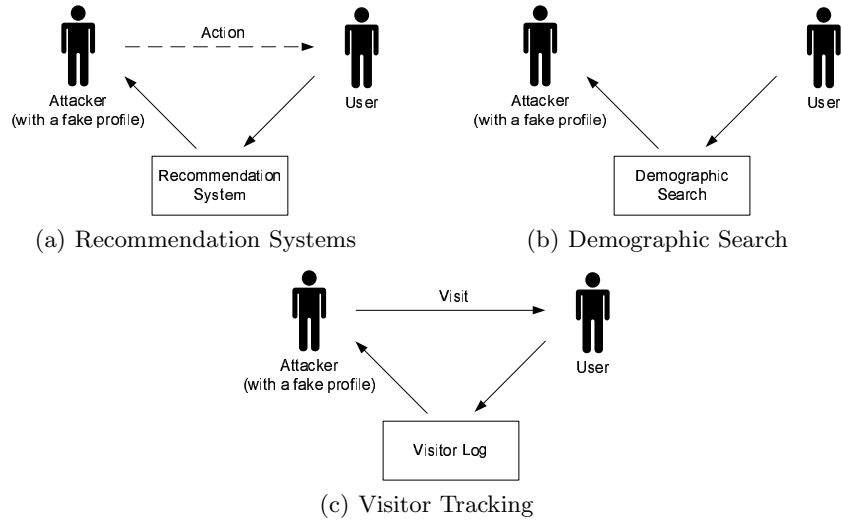 Action
Attacker
(with a fake profile)
User
Recommendation
System
(a) Recommendation Systems
Attacker
(with a fake profile)
User
Demographic
Search
(b) Demographic Search
Visit
Attacker
(with a fake profile)
User
Visitor Log
(c) Visitor Tracking